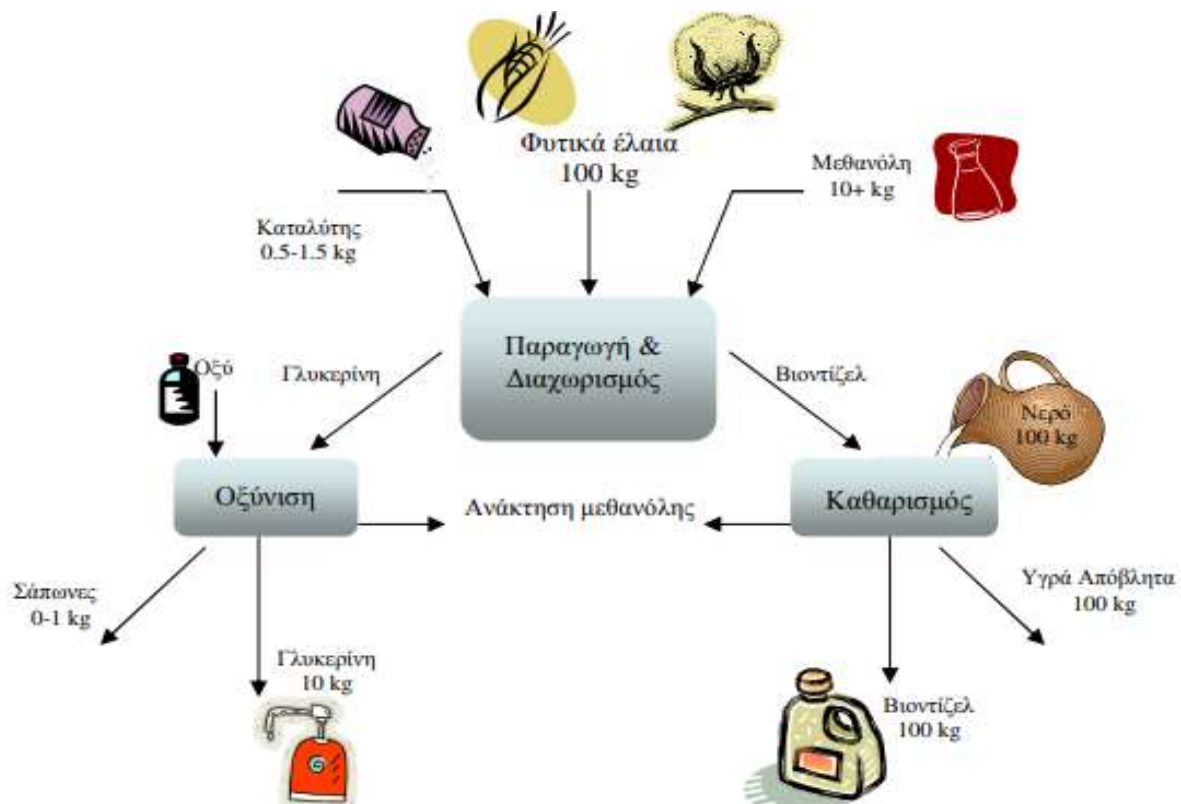 Φυτικά έλαια
100 kg
Μεθανόλη
10+ kg
Καταλύτης
0.5-1.5 kg
Παραγωγή &
Διαχωρισμός
Οξύ
Γλυκερίνη
Βιοντίζελ
Νερό
100 kg
Οξύνιση
Ανάκτηση μεθανόλης
Καθαρισμός
Σάπωνες
0-1 kg
Υγρά Απόβλητα
100 kg
Γλυκερίνη
10 kg
Βιοντίζελ
100 kg